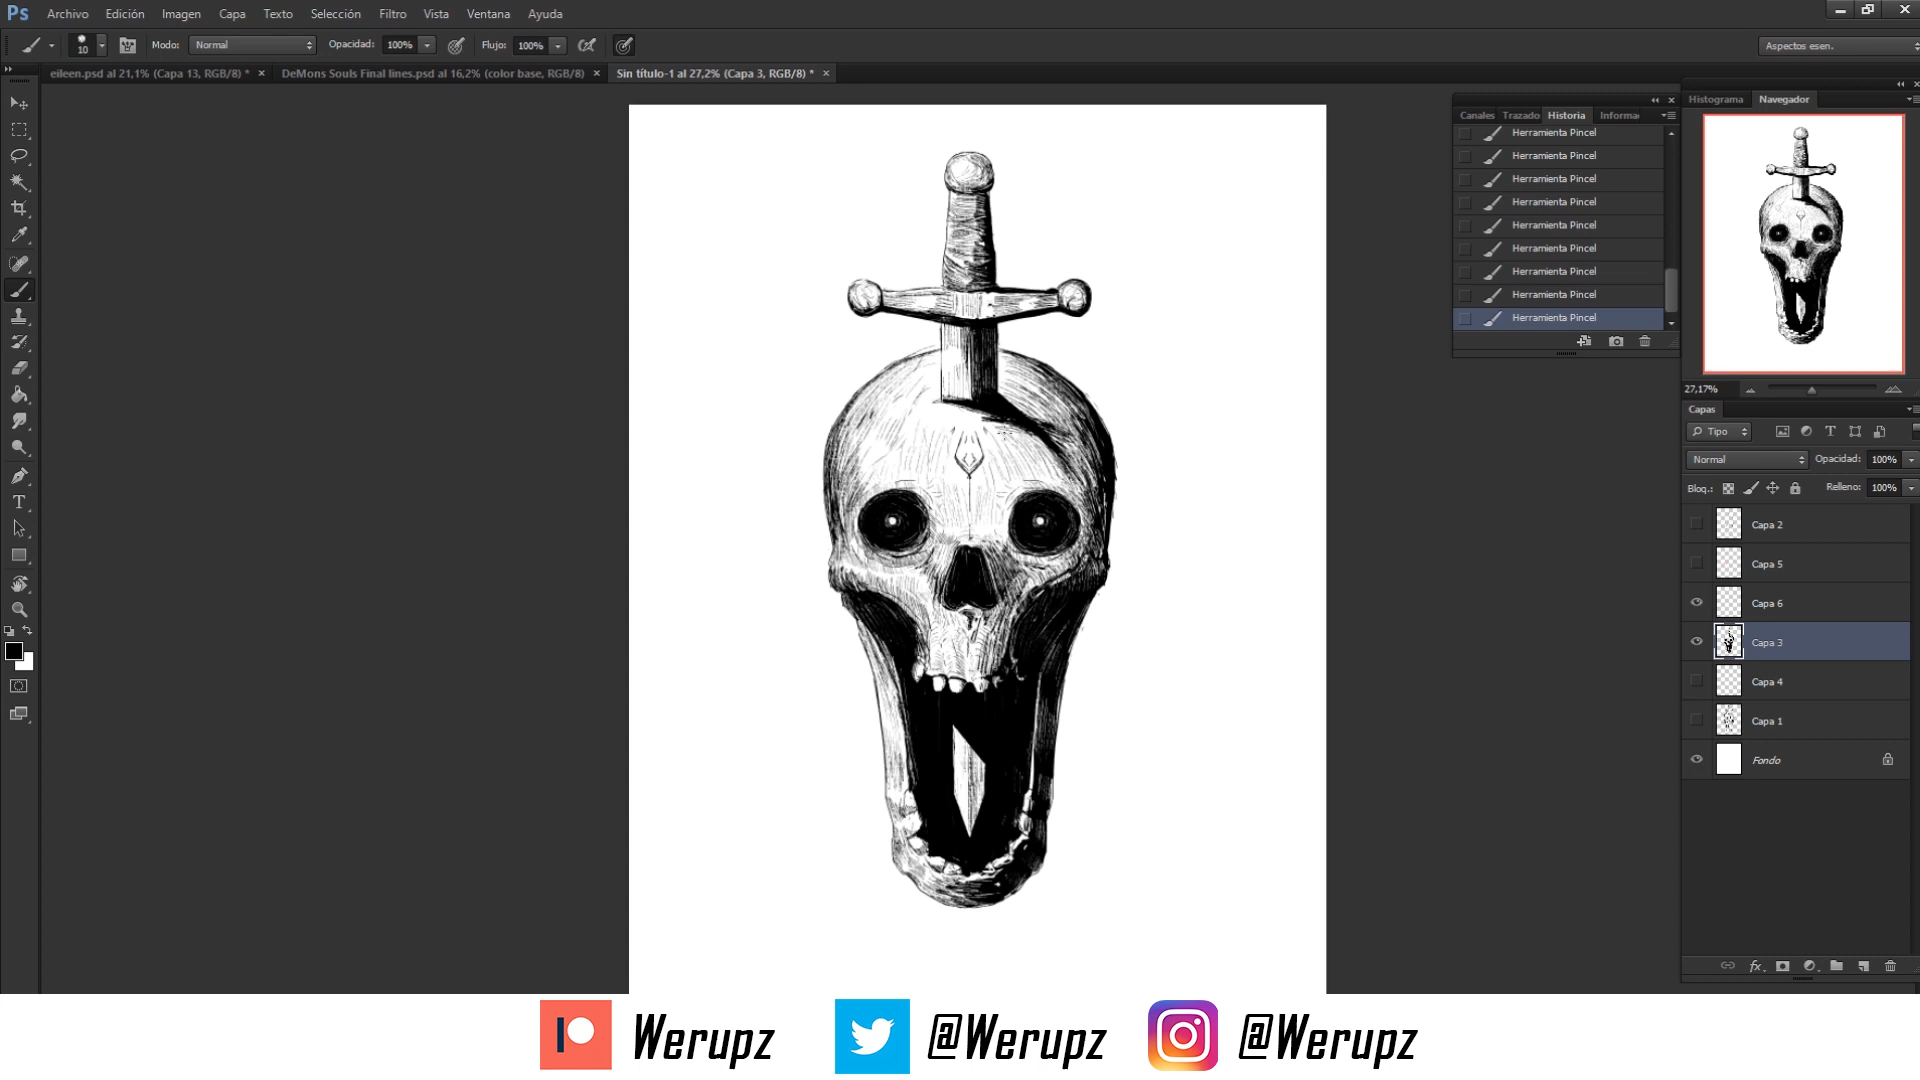 Ps Archivo Edición Imagen Capa Texto Selección Filtro Vista Ventana Ayuda
10 Modo: Normal Opacidad: 100% Flujo: 100% Aspectos esen.
eileen.psd al 21,1% (Capa 13, RGB/8) * × DeMons Souls Final lines.psd al 16,2% (color base, RGB/8) × Sin título-1 al 27,2% (Capa 3, RGB/8) * ×
Histograma Navegador
Canales Trazado Historia Informa
Herramienta Pincel
Herramienta Pincel
Herramienta Pincel
Herramienta Pincel
Herramienta Pincel
Herramienta Pincel
Herramienta Pincel
Herramienta Pincel
Herramienta Pincel
27,17%
Capas
Tipo
Normal Opacidad: 100%
Bloq.: Relleno: 100%
Capa 2
Capa 5
Capa 6
Capa 3
Capa 4
Capa 1
Fondo
Werupz @Werupz @Werupz